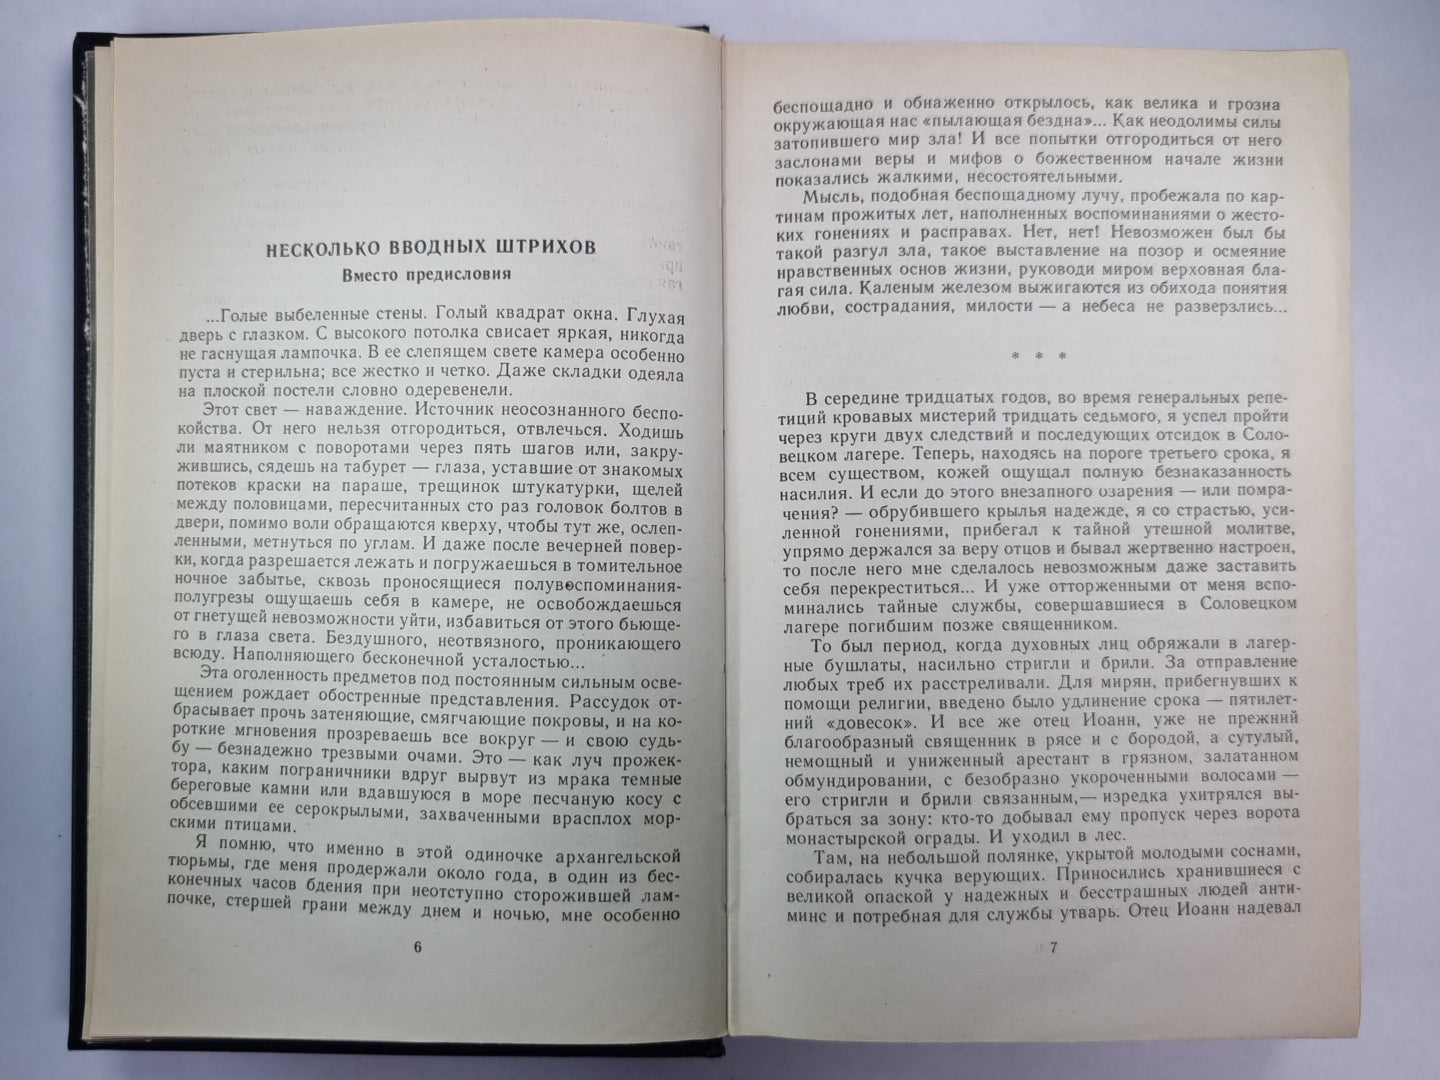 НЕСКОЛЬКО ВВОДНЫХ ШТРИХОВ
Вместо предисловия
...Голые выбеленные стены. Голый квадрат окна. Глухая
дверь с глазком. С высокого потолка свисает яркая, никогда
не гаснущая лампочка. В ее слепящем свете камера особенно
пуста и стерильна; все жестко и четко. Даже складки одеяла
на плоской постели словно одеревенели.
Этот свет — наваждение. Источник неосознанного беспо-
койства. От него нельзя отгородиться, отвлечься. Ходишь
ли маятником с поворотами через пять шагов или, закру-
жившись, сядешь на табурет — глаза, уставшие от знакомых
потеков краски на параше, трещинок штукатурки, щелей
между половицами, пересчитанных сто раз головок болтов в
двери, помимо воли обращаются кверху, чтобы тут же, ослеп-
ленными, метнуться по углам. И даже после вечерней повер-
ки, когда разрешается лежать и погружаешься в томительное
ночное забытье, сквозь проносящиеся полувоспоминания-
полугрезы ощущаешь себя в камере, не освобождаешься
от гнетущей невозможности уйти, избавиться от этого бьюще-
го в глаза света. Бездушного, неотвязного, проникающего
всюду. Наполняющего бесконечной усталостью...
Эта оголенность предметов под постоянным сильным осве-
щением рождает обостренные представления. Рассудок от-
брасывает прочь затеняющие, смягчающие покровы, и на ко-
роткие мгновения прозреваешь все вокруг — и свою судь-
бу — безнадежно трезвыми очами. Это — как луч прожек-
тора, каким пограничники вдруг вырвут из мрака темные
береговые камни или вдавшуюся в море песчаную косу с
обсевшими ее серокрылыми, захваченными врасплох мор-
скими птицами.
Я помню, что именно в этой одиночке архангельской
тюрьмы, где меня продержали около года, в один из бес-
конечных часов бдения при неотступно сторожившей лам-
почке, стершей грани между днем и ночью, мне особенно
6
беспощадно и обнаженно открылось, как велика и грозна
окружающая нас «пылающая бездна»... Как неодолимы силы
затопившего мир зла! И все попытки отгородиться от него
заслонами веры и мифов о божественном начале жизни
показались жалкими, несостоятельными.
Мысль, подобная беспощадному лучу, пробежала по кар-
тинам прожитых лет, наполненных воспоминаниями о жесто-
ких гонениях и расправах. Нет, нет! Невозможен был бы
такой разгул зла, такое выставление на позор и осмеяние
нравственных основ жизни, руководи миром верховная бла-
гая сила. Каленым железом выжигаются из обихода понятия
любви, сострадания, милости — а небеса не разверзлись...
* * *
В середине тридцатых годов, во время генеральных репе-
тиций кровавых мистерий тридцать седьмого, я успел пройти
через круги двух следствий и последующих отсидок в Соло-
вецком лагере. Теперь, находясь на пороге третьего срока, я
всем существом, кожей ощущал полную безнаказанность
насилия. И если до этого внезапного озарения — или помра-
чения? — обрубившего крылья надежде, я со страстью, уси-
ленной гонениями, прибегал к тайной утешной молитве,
упрямо держался за веру отцов и бывал жертвенно настроен,
то после него мне сделалось невозможным даже заставить
себя перекреститься... И уже отторженными от меня вспо-
минались тайные службы, совершавшиеся в Соловецком
лагере погибшим позже священником.
То был период, когда духовных лиц обряжали в лагер-
ные бушлаты, насильно стригли и брили. За отправление
любых треб их расстреливали. Для мирян, прибегнувших к
помощи религии, введено было удлинение срока — пятилет-
ний «довесок». И все же отец Иоанн, уже не прежний
благообразный священник в рясе и с бородой, а сутулый,
немощный и униженный арестант в грязном, залатанном
обмундировании, с безобразно укороченными волосами —
его стригли и брили связанным,— изредка ухитрялся вы-
браться за зону: кто-то добывал ему пропуск через ворота
монастырской ограды. И уходил в лес.
Там, на небольшой полянке, укрытой молодыми соснами,
собиралась кучка верующих. Приносились хранившиеся с
великой опаской у надежных и бесстрашных людей анти-
минс и потребная для службы утварь. Отец Иоанн надевал
7